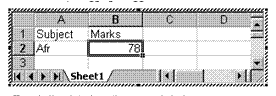 A B C D
1 Subject Marks
2 Afr 78
3
Sheet1